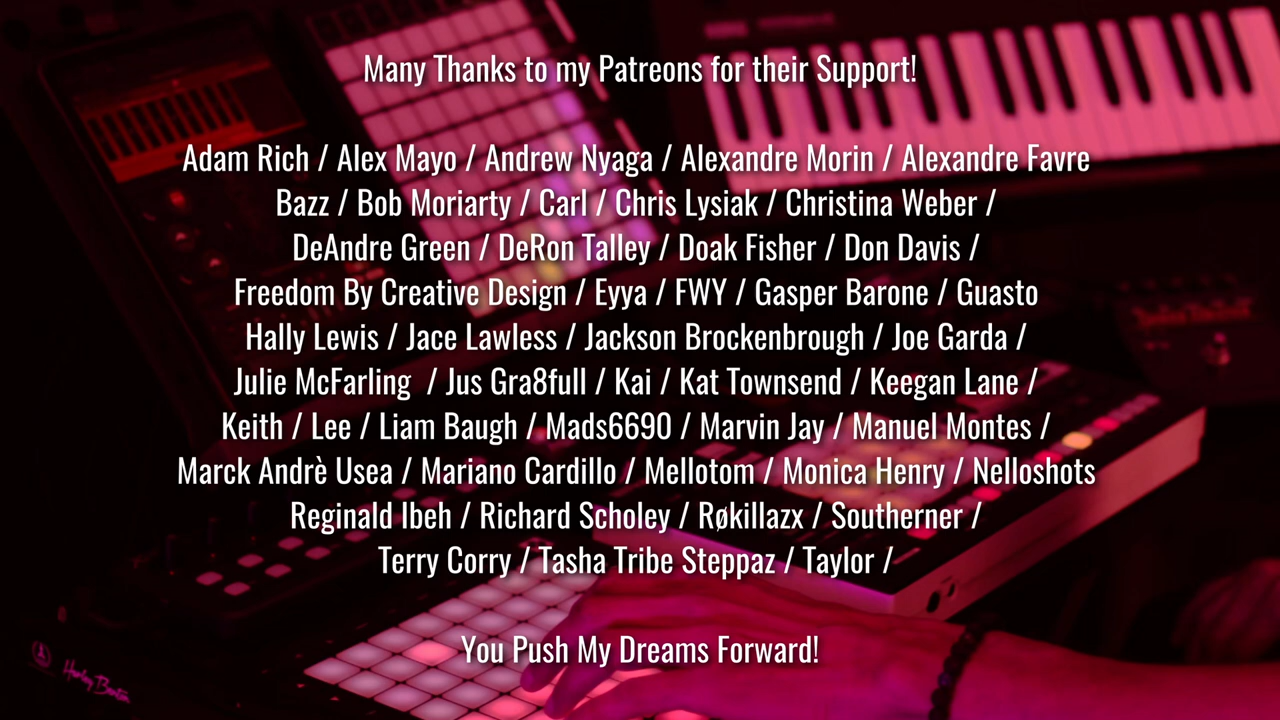 Many Thanks to my Patreons for their Support!
Adam Rich / Alex Mayo / Andrew Nyaga / Alexandre Morin / Alexandre Favre
Bazz / Bob Moriarty / Carl / Chris Lysiak / Christina Weber /
DeAndre Green / DeRon Talley / Doak Fisher / Don Davis /
Freedom By Creative Design / Eyya / FWY / Gasper Barone / Guasto
Hally Lewis / Jace Lawless / Jackson Brockenbrough / Joe Garda /
Julie McFarling  / Jus Gra8full / Kai / Kat Townsend / Keegan Lane /
Keith / Lee / Liam Baugh / Mads6690 / Marvin Jay / Manuel Montes /
Marck Andrè Usea / Mariano Cardillo / Mellotom / Monica Henry / Nelloshots
Reginald Ibeh / Richard Scholey / Røkillazx / Southerner /
Terry Corry / Tasha Tribe Steppaz / Taylor /
You Push My Dreams Forward!
Harley Benton